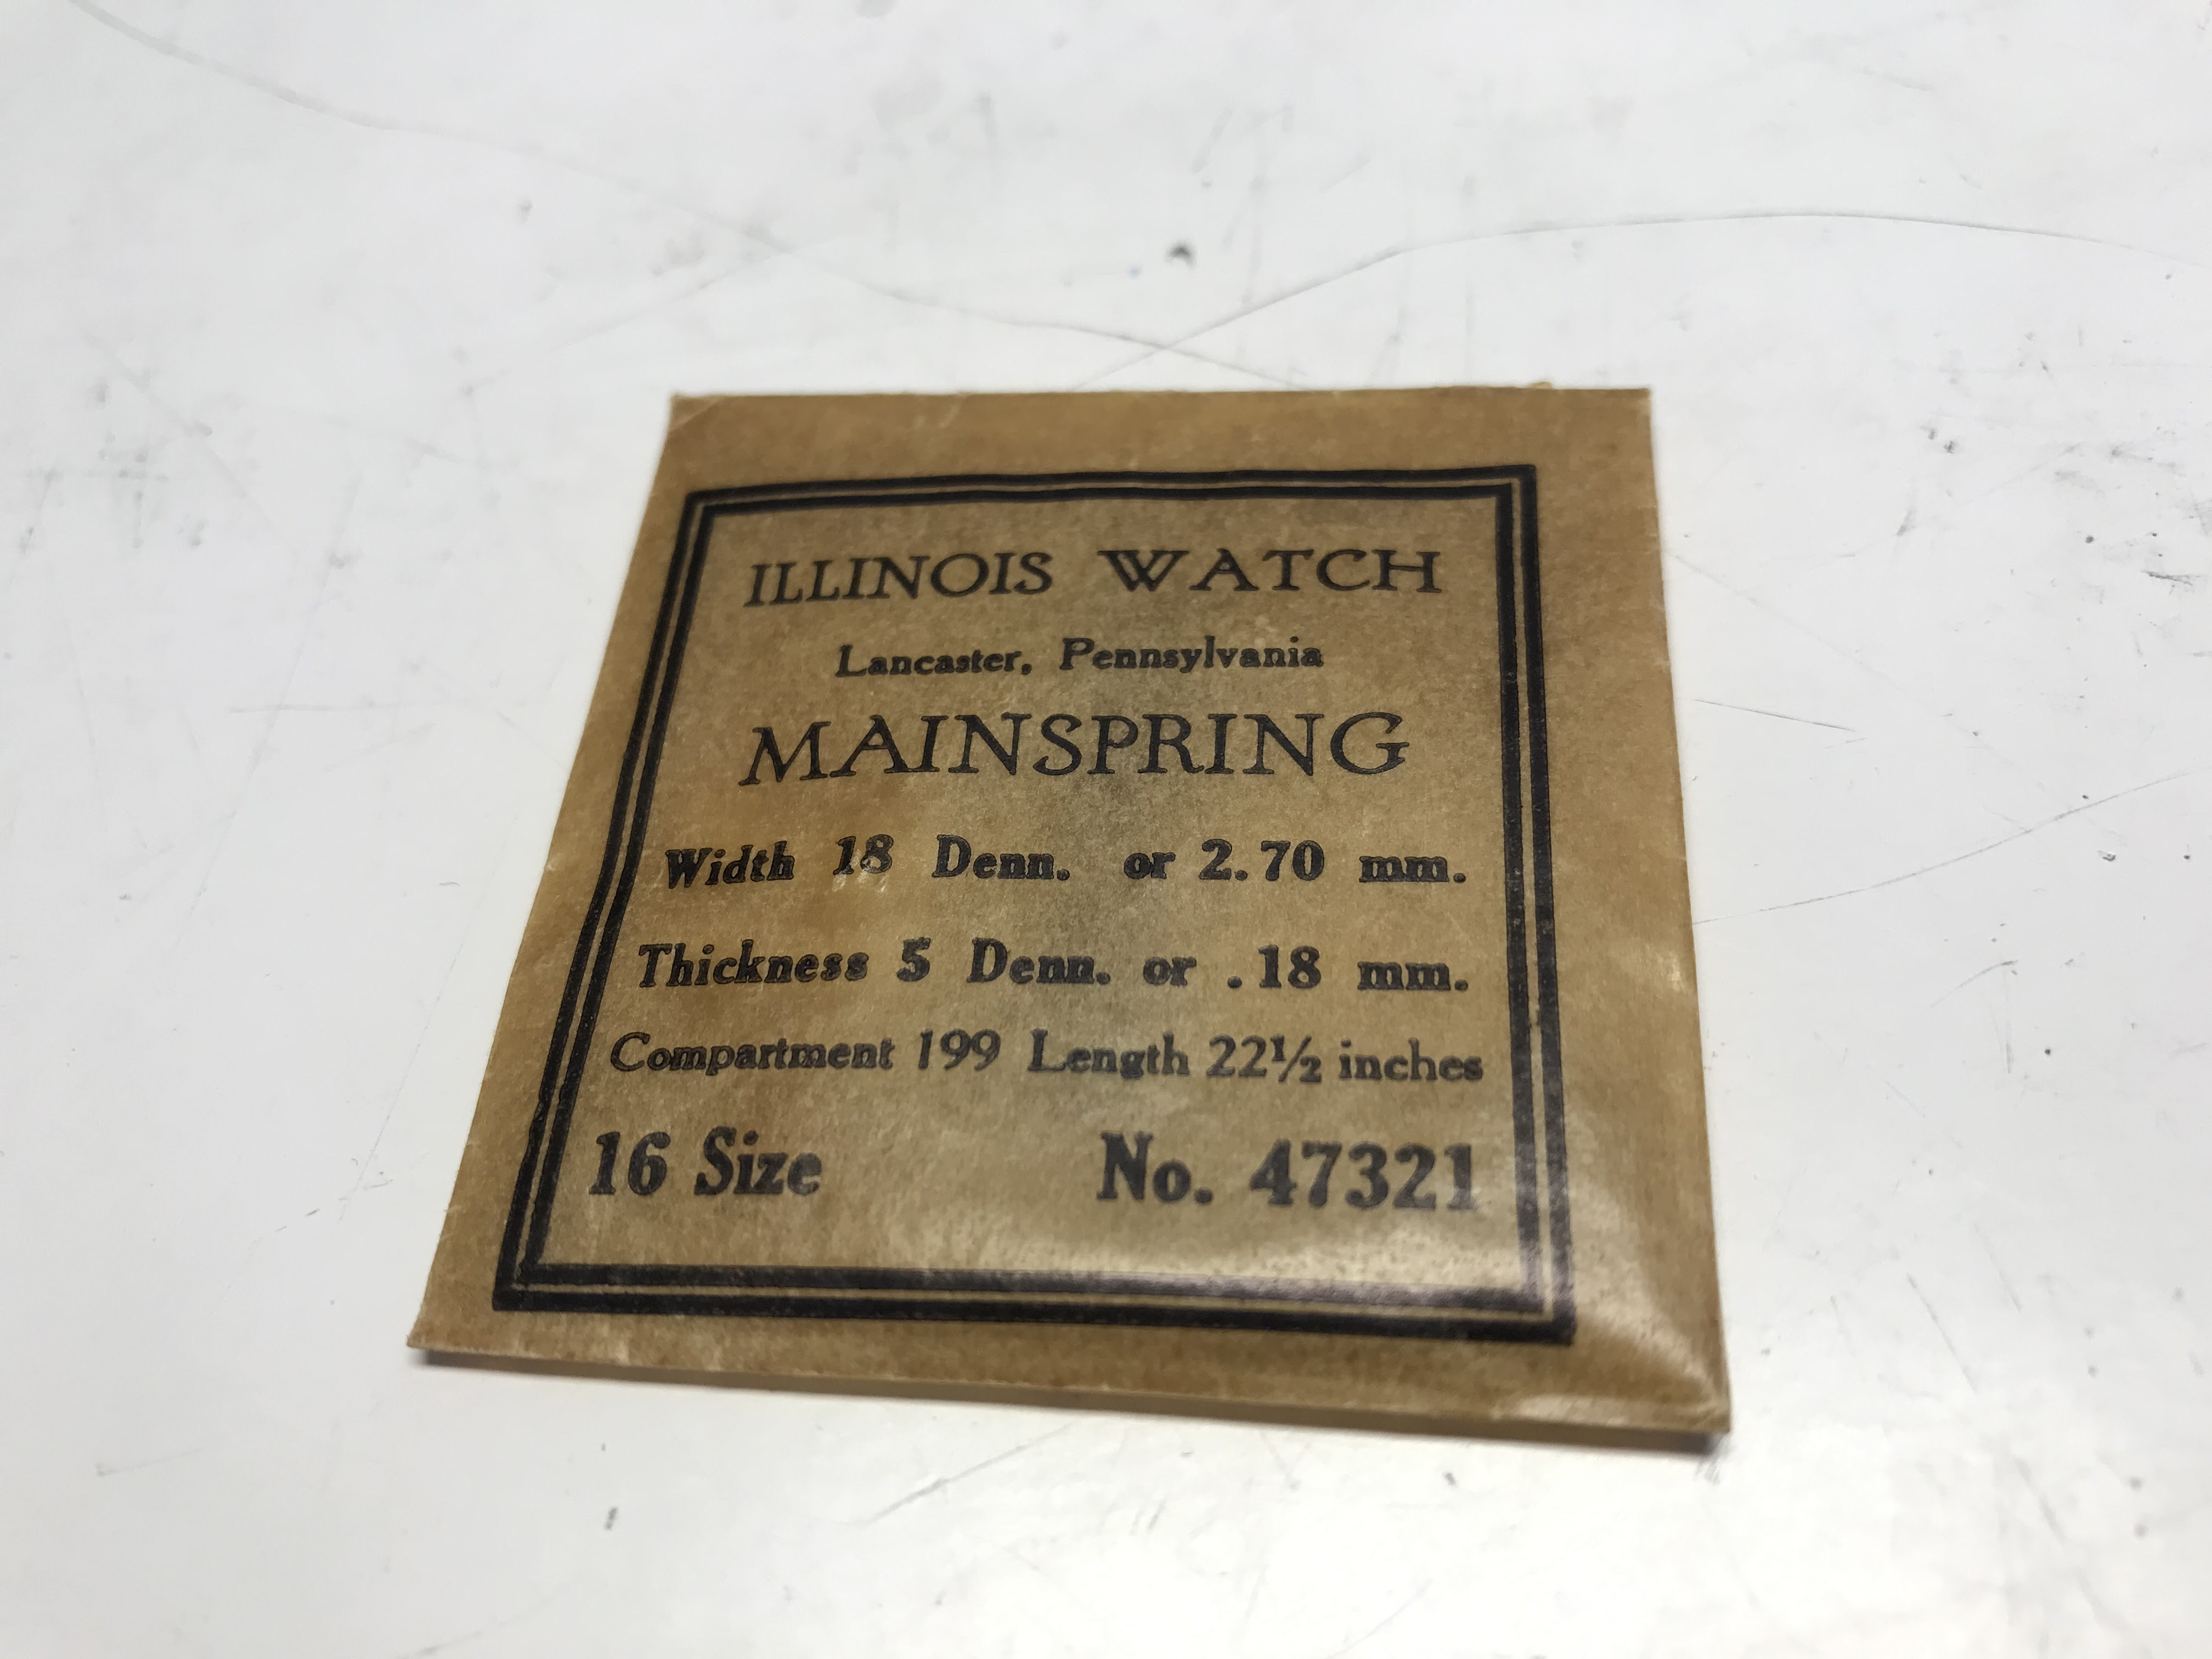 ILLINOIS WATCH
Lancaster, Pennsylvania
MAINSPRING
Width 18 Denn. or 2.70 mm.
Thickness 5 Denn. or .18 mm.
Compartment 199 Length 22½ inches
16 Size No. 47321